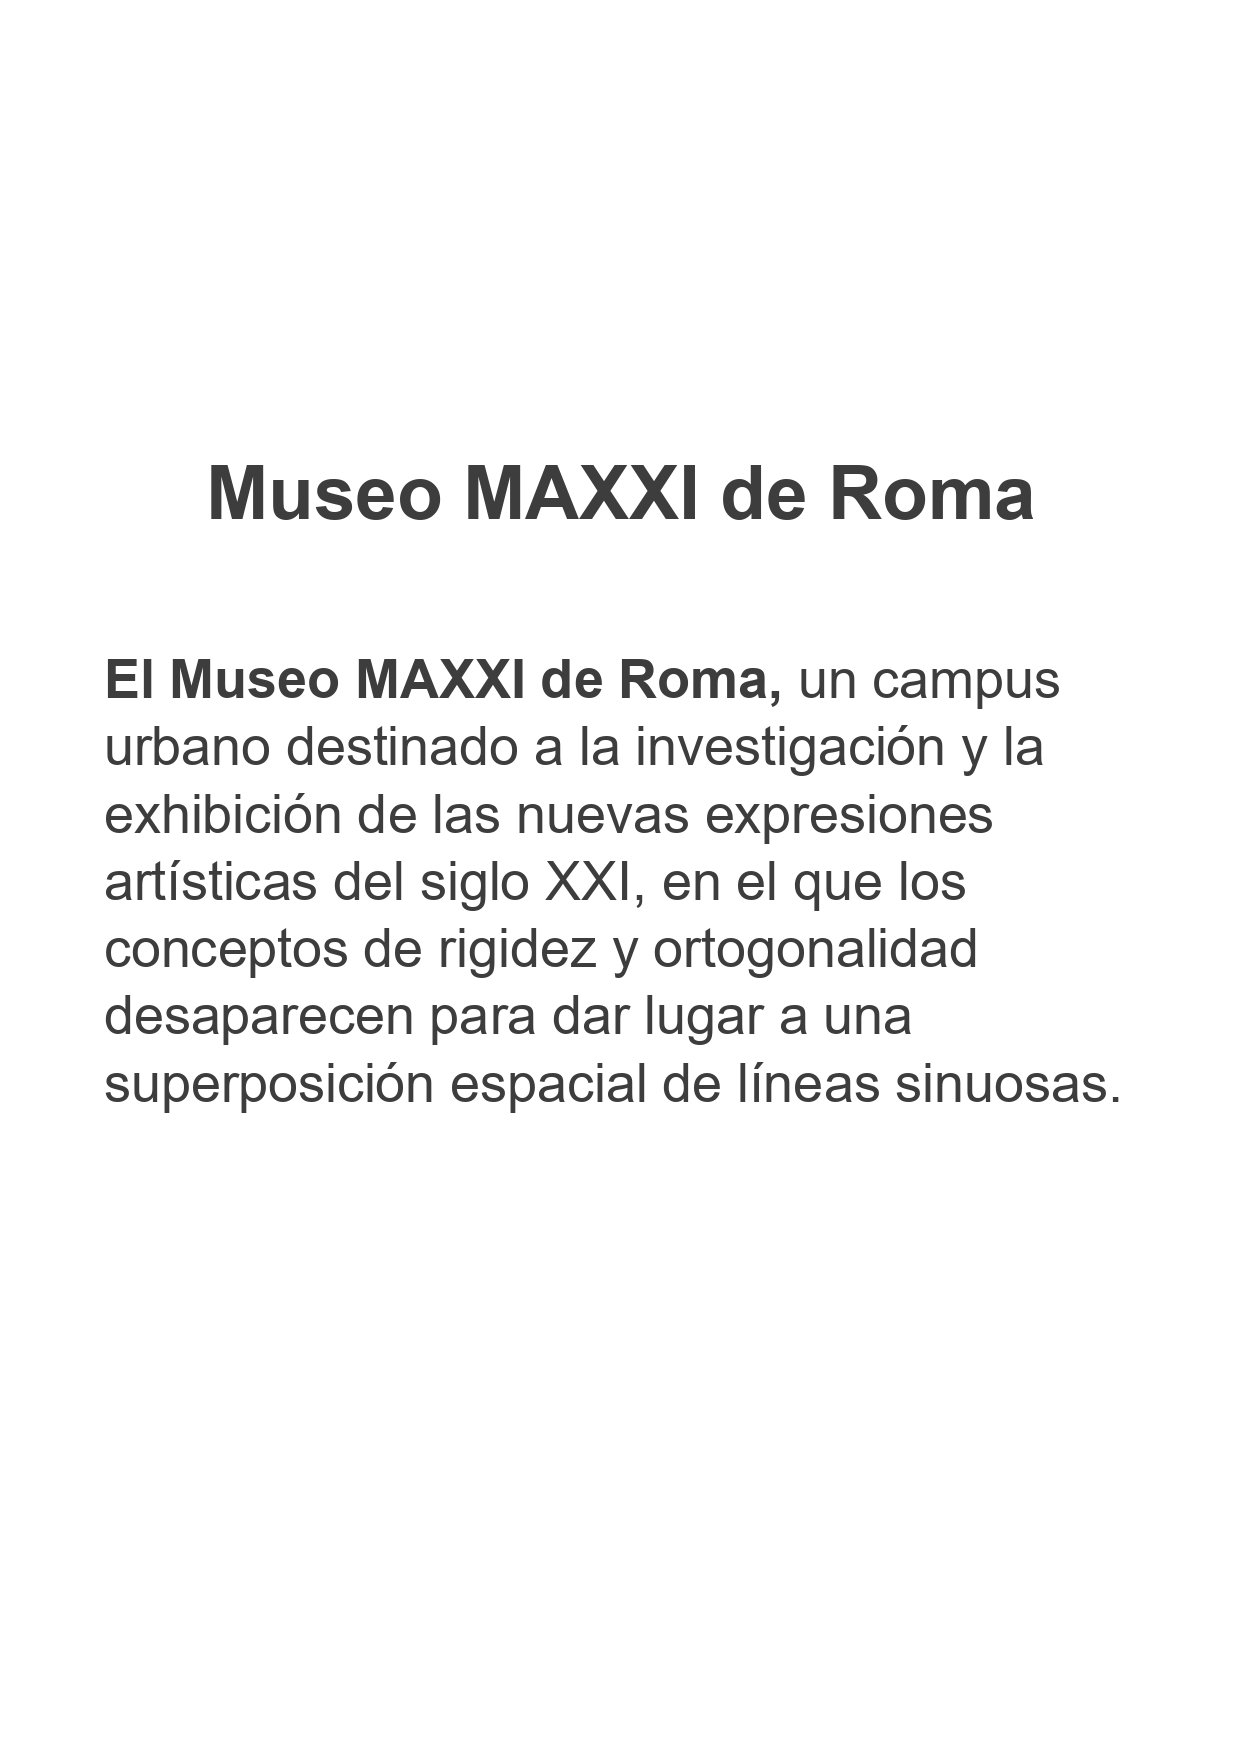 Museo MAXXI de Roma
El Museo MAXXI de Roma, un campus
urbano destinado a la investigación y la
exhibición de las nuevas expresiones
artísticas del siglo XXI, en el que los
conceptos de rigidez y ortogonalidad
desaparecen para dar lugar a una
superposición espacial de líneas sinuosas.